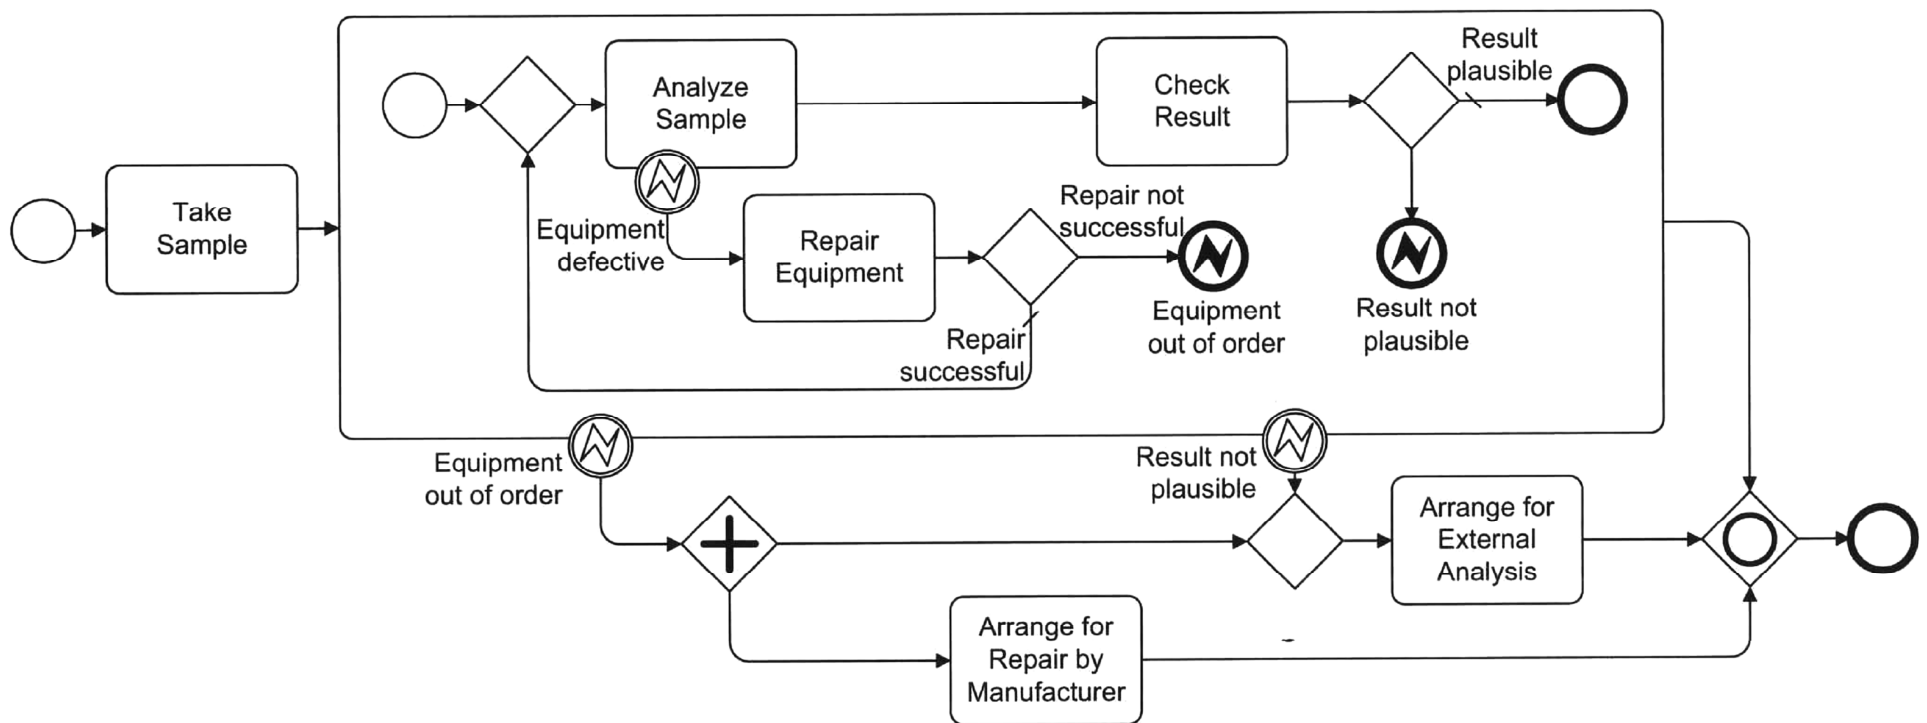 Take
Sample
Analyze
Sample
Equipment
defective
Repair
Equipment
Repair
successful
Repair not
successful
Equipment
out of order
Check
Result
Result
plausible
Result not
plausible
Equipment
out of order
Result not
plausible
Arrange for
External
Analysis
Arrange for
Repair by
Manufacturer